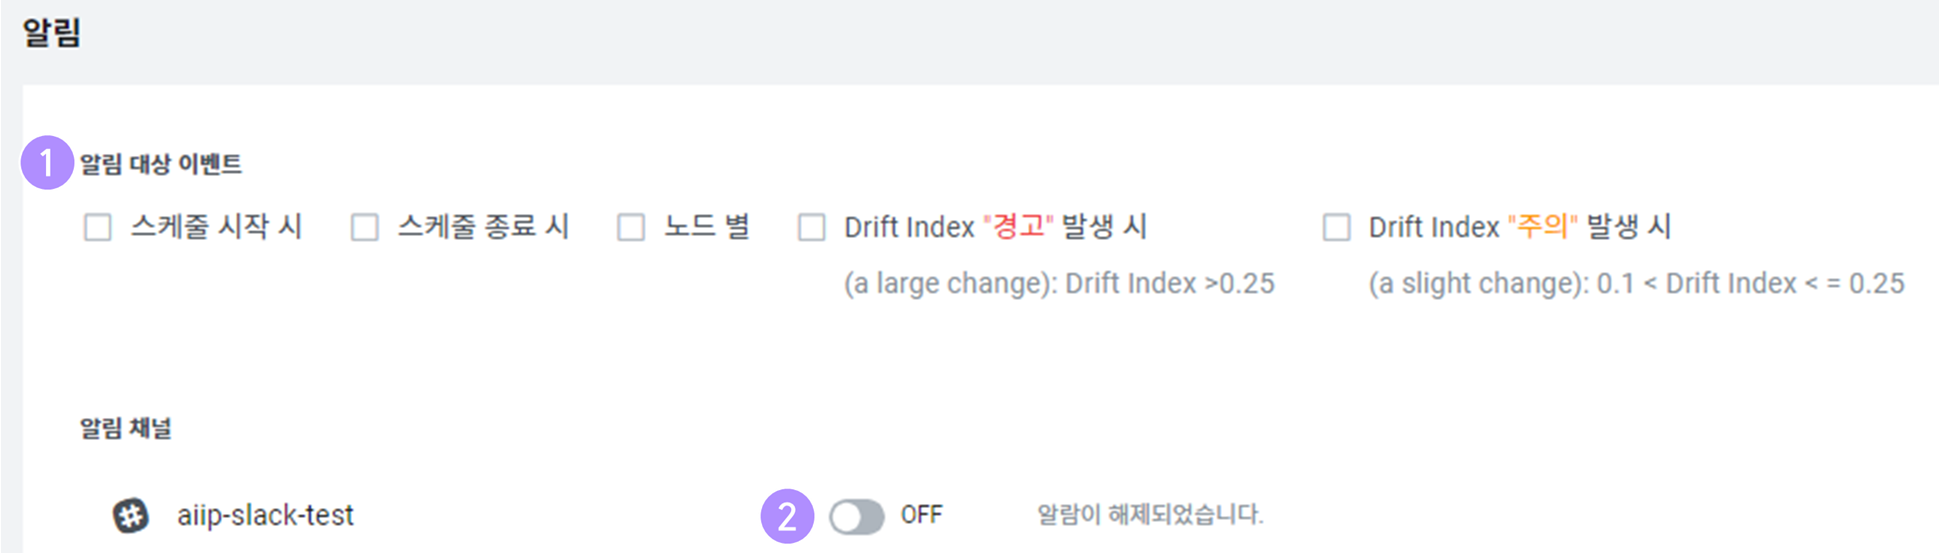 알림
1 알림 대상 이벤트
스케줄 시작 시 스케줄 종료 시 노드 별 Drift Index "경고" 발생 시 Drift Index "주의" 발생 시
(a large change): Drift Index >0.25 (a slight change): 0.1 < Drift Index < = 0.25
알림 채널
aiip-slack-test 2 OFF 알람이 해제되었습니다.